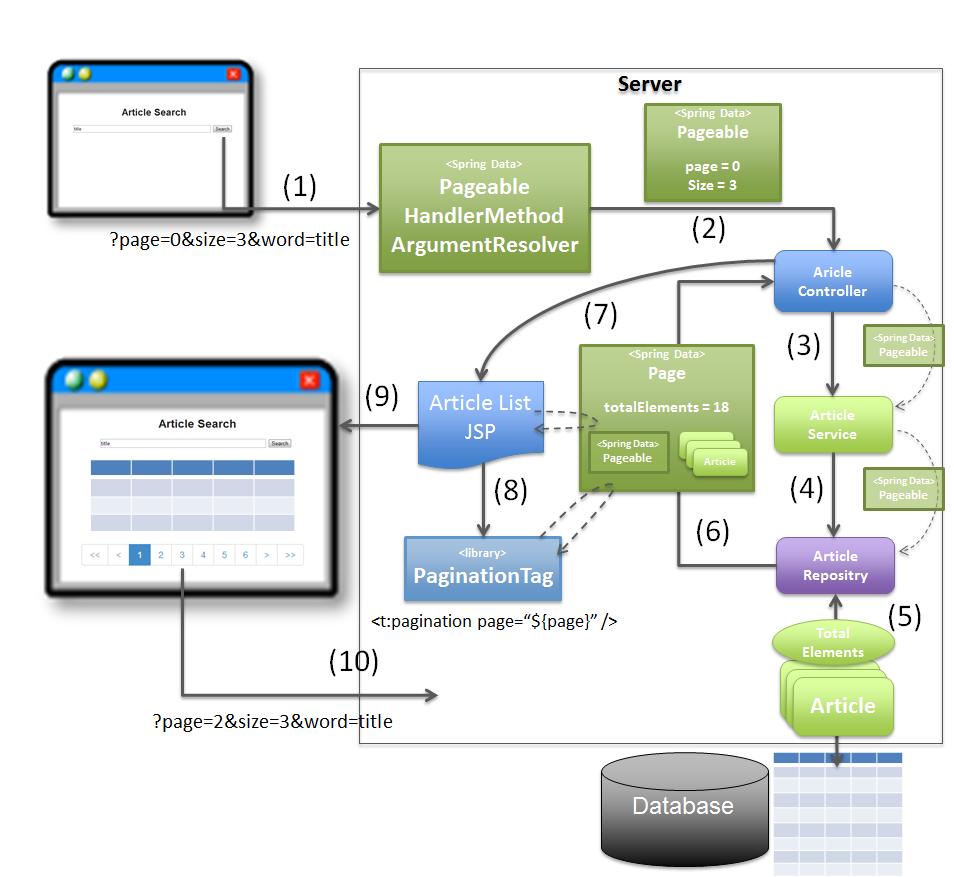 Server
Article Search
title
Search
(1)
?page=0&size=3&word=title
<Spring Data>
Pageable
HandlerMethod
ArgumentResolver
<Spring Data>
Pageable
page = 0
Size = 3
(2)
Aricle
Controller
(3)
<Spring Data>
Pageable
(7)
<Spring Data>
Page
totalElements = 18
<Spring Data>
Pageable
Article
Article
Service
(4)
<Spring Data>
Pageable
(9)
Article List
JSP
Article Search
title
Search
<< < 1 2 3 4 5 6 > >>
(8)
(6)
<library>
PaginationTag
<t:pagination page=“${page}” />
Article
Repositry
(5)
Total
Elements
Article
(10)
?page=2&size=3&word=title
Database